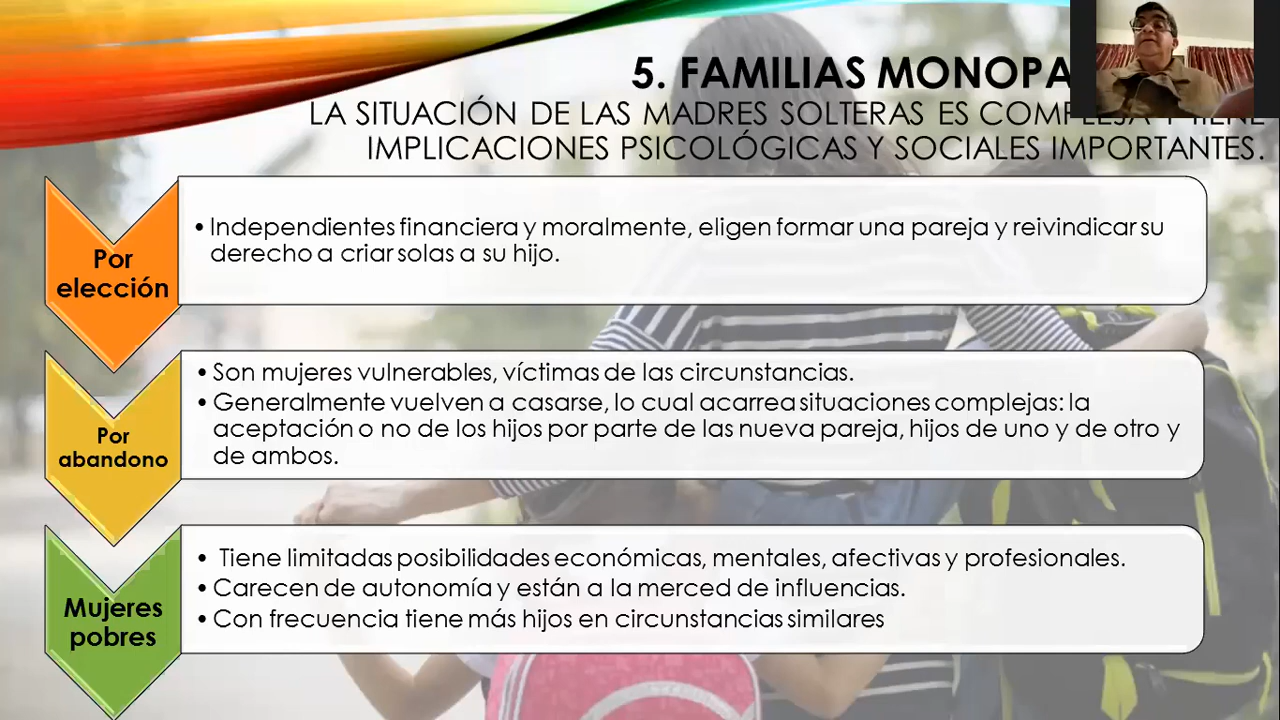 5. FAMILIAS MONOPA
LA SITUACIÓN DE LAS MADRES SOLTERAS ES COMPLEJA Y TIENE
IMPLICACIONES PSICOLÓGICAS Y SOCIALES IMPORTANTES.
Por
elección
• Independientes financiera y moralmente, eligen formar una pareja y reivindicar su
derecho a criar solas a su hijo.
Por
abandono
• Son mujeres vulnerables, víctimas de las circunstancias.
• Generalmente vuelven a casarse, lo cual acarrea situaciones complejas: la
aceptación o no de los hijos por parte de las nueva pareja, hijos de uno y de otro y
de ambos.
Mujeres
pobres
• Tiene limitadas posibilidades económicas, mentales, afectivas y profesionales.
• Carecen de autonomía y están a la merced de influencias.
• Con frecuencia tiene más hijos en circunstancias similares